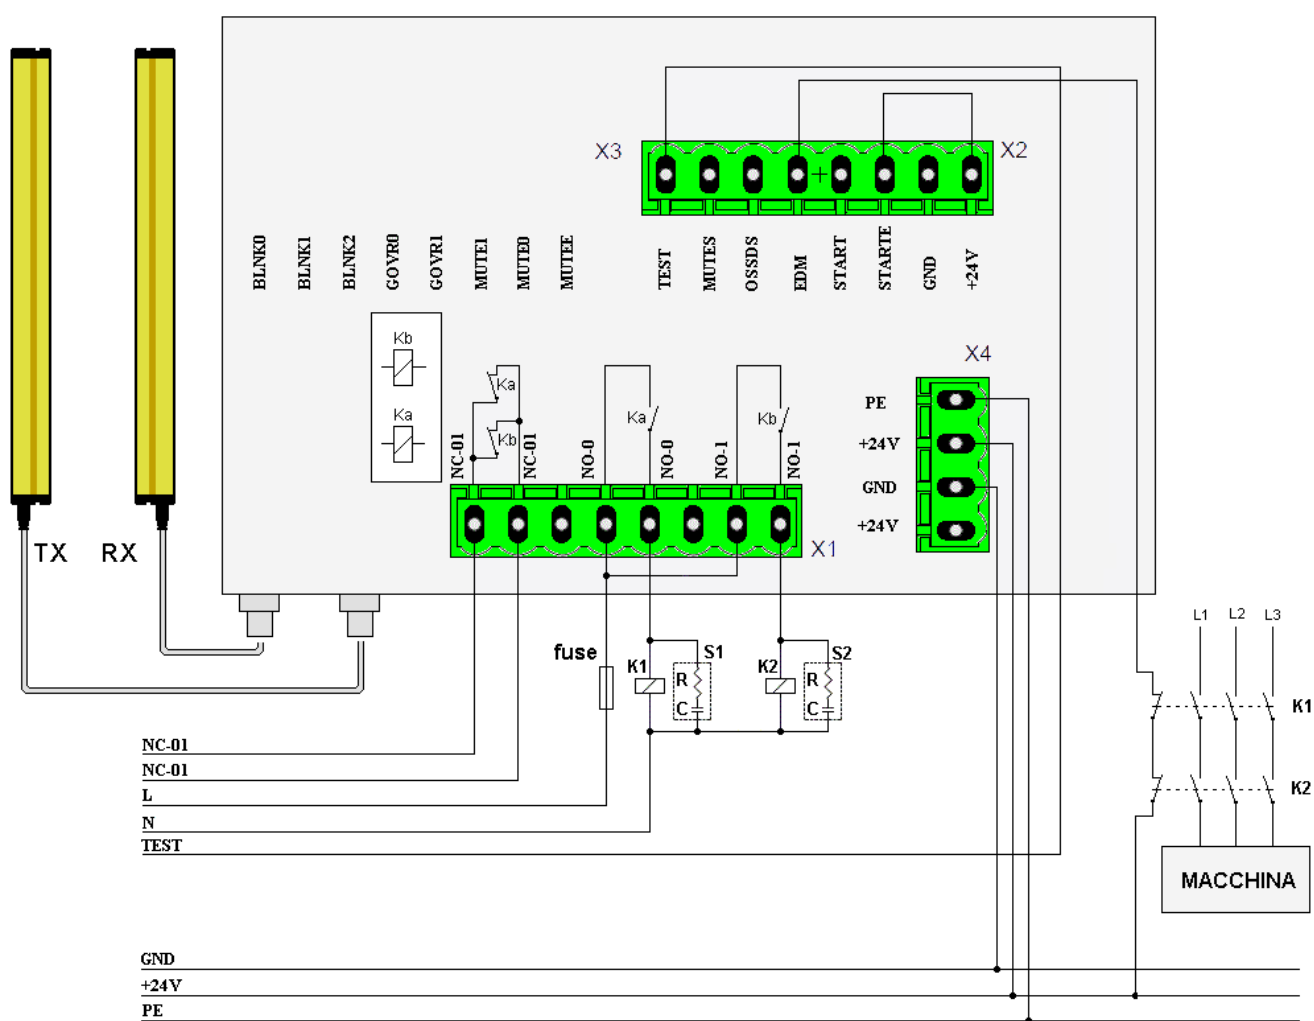 X3
X2
BLNK0
BLNK1
BLNK2
GOVR0
GOVR1
MUTE1
MUTE0
MUTEE
TEST
MUTES
OSSDS
EDM
START
STARTE
GND
+24V
X4
PE
+24V
GND
+24V
Kb
Ka
Ka
Kb
Ka
Kb
NC-01
NC-01
NO-0
NO-0
NO-1
NO-1
X1
TX
RX
fuse
K1
S1
R
C
K2
S2
R
C
L1
L2
L3
K1
K2
MACCHINA
NC-01
NC-01
L
N
TEST
GND
+24V
PE